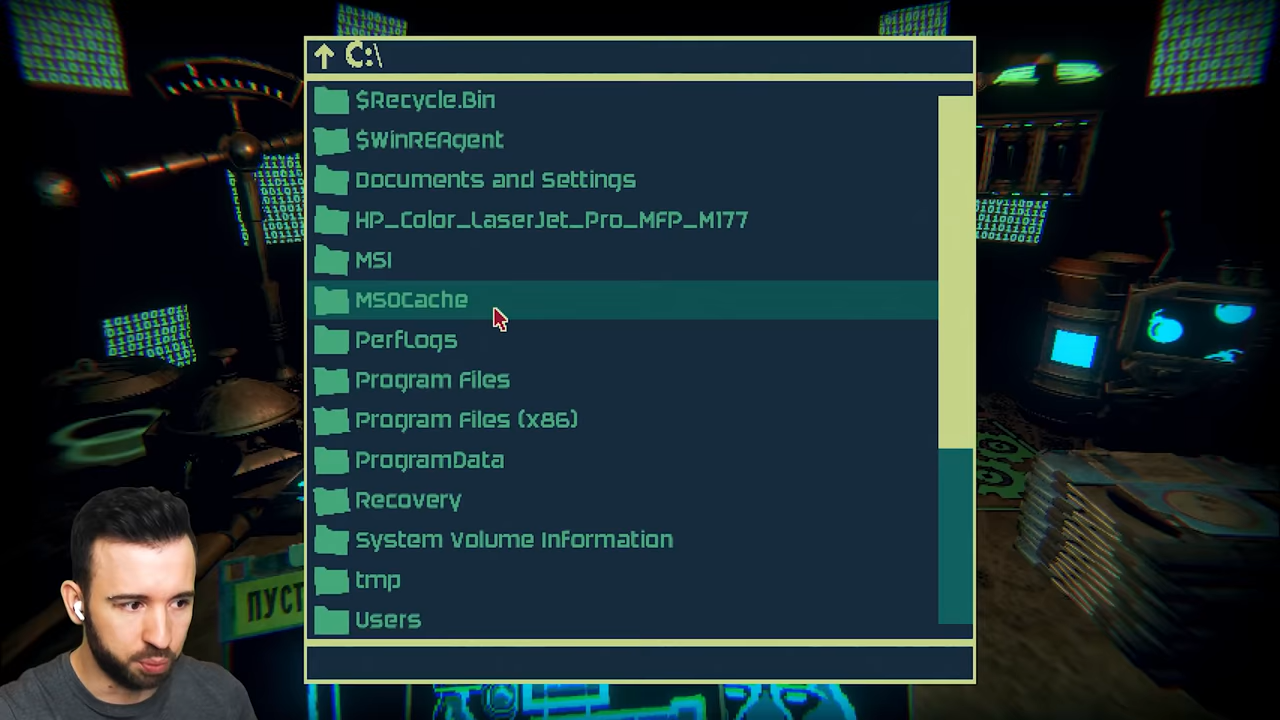 ↑ C:\
$Recycle.Bin
$WinREAgent
Documents and Settings
HP_Color_LaserJet_Pro_MFP_M177
MSI
MSOCache
PerfLogs
Program Files
Program Files (x86)
ProgramData
Recovery
System Volume Information
tmp
Users
ПУСТ